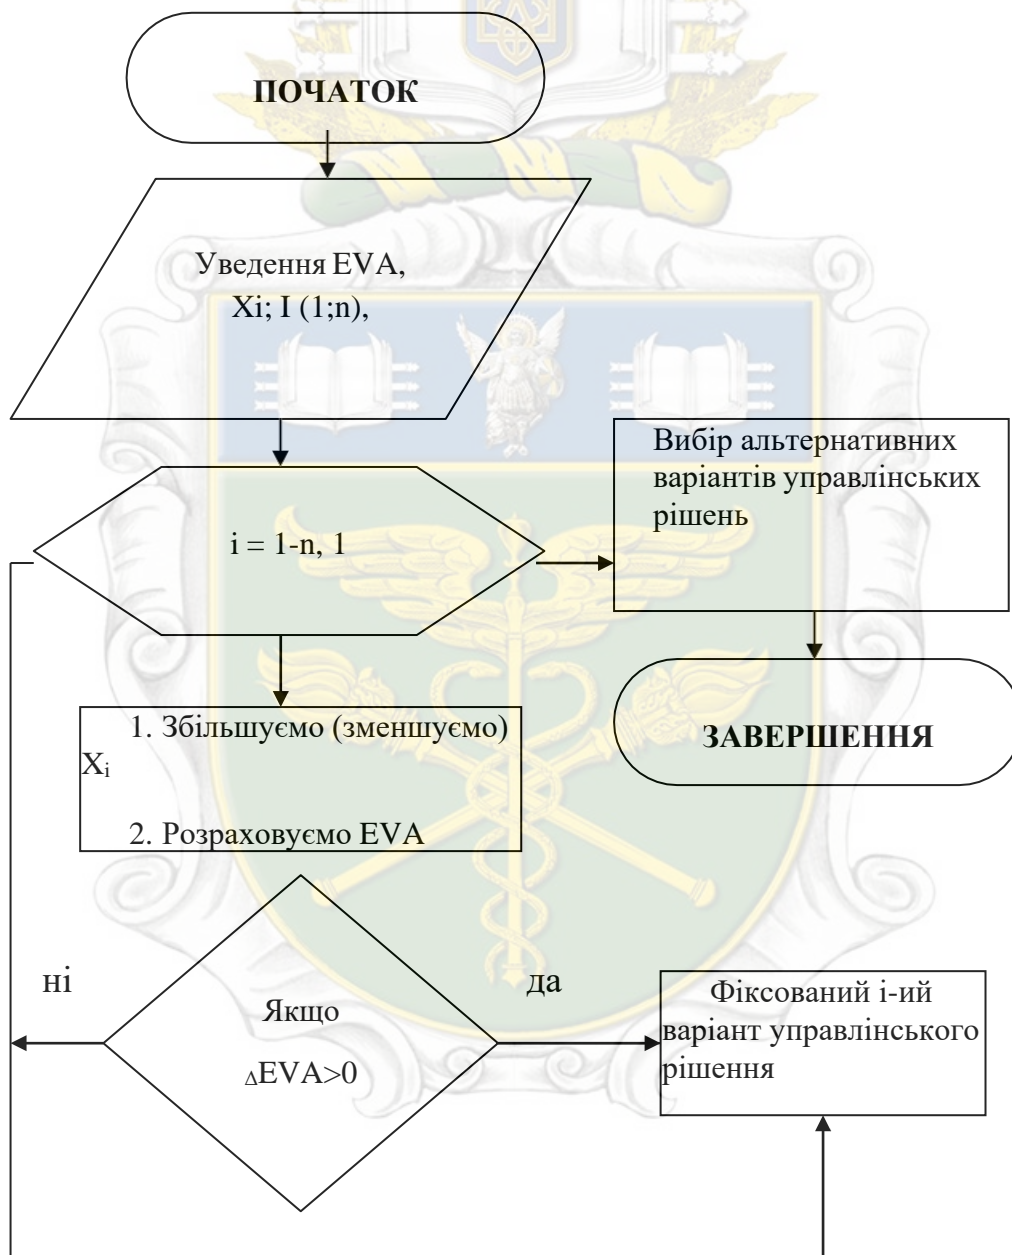 ПОЧАТОК
Уведення EVA,
Xi; I (1;n),
Вибір альтернативних
варіантів управлінських
рішень
i = 1-n, 1
1. Збільшуємо (зменшуємо)
Xᵢ
2. Розраховуємо EVA
ЗАВЕРШЕННЯ
ні
да
Якщо
ΔEVA>0
Фіксований і-ий
варіант управлінського
рішення